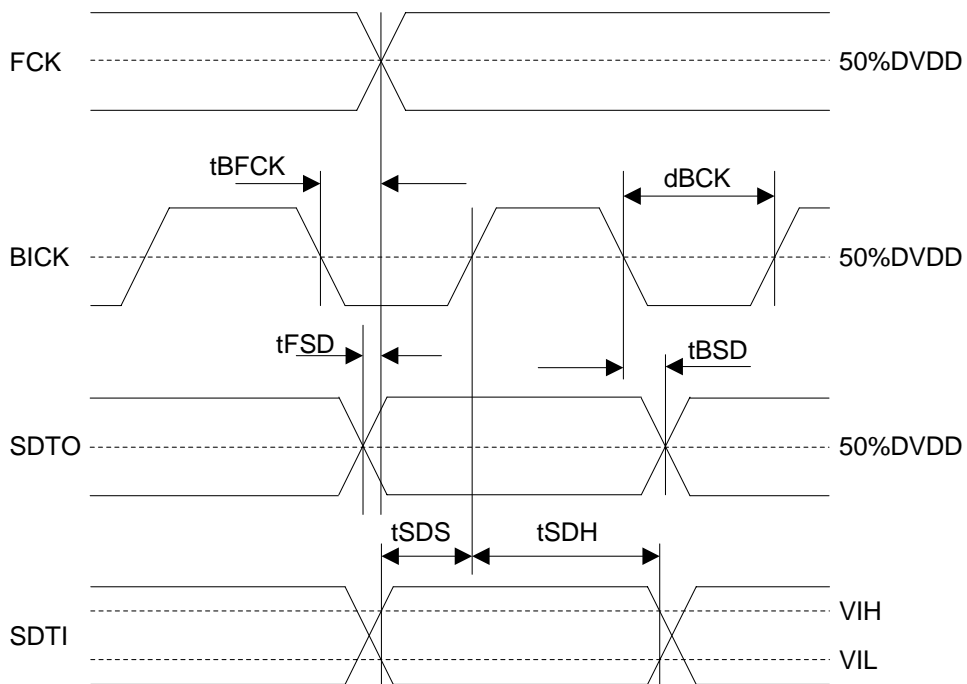 FCK
50%DVDD
tBFCK
dBCK
BICK
50%DVDD
tFSD
tBSD
SDTO
50%DVDD
tSDS
tSDH
VIH
SDTI
VIL